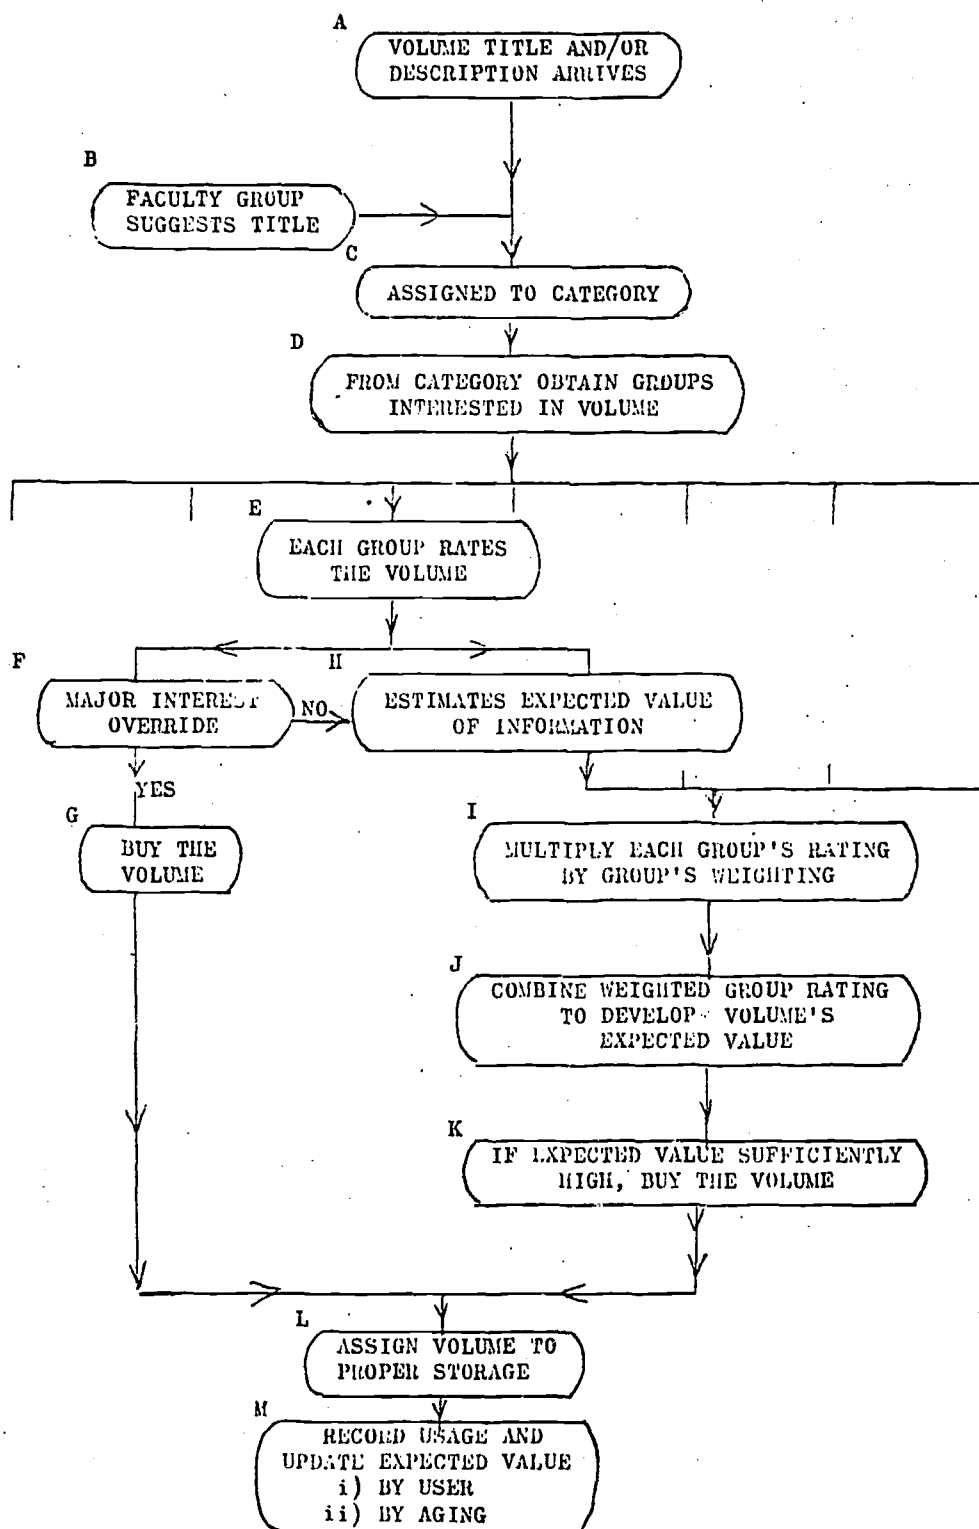 A
VOLUME TITLE AND/OR
DESCRIPTION ARRIVES
B
FACULTY GROUP
SUGGESTS TITLE
C
ASSIGNED TO CATEGORY
D
FROM CATEGORY OBTAIN GROUPS
INTERESTED IN VOLUME
E
EACH GROUP RATES
THE VOLUME
F
MAJOR INTEREST
OVERRIDE
NO
H
ESTIMATES EXPECTED VALUE
OF INFORMATION
YES
G
BUY THE
VOLUME
I
MULTIPLY EACH GROUP'S RATING
BY GROUP'S WEIGHTING
J
COMBINE WEIGHTED GROUP RATING
TO DEVELOP VOLUME'S
EXPECTED VALUE
K
IF EXPECTED VALUE SUFFICIENTLY
HIGH, BUY THE VOLUME
L
ASSIGN VOLUME TO
PROPER STORAGE
M
RECORD USAGE AND
UPDATE EXPECTED VALUE
i) BY USER
ii) BY AGING